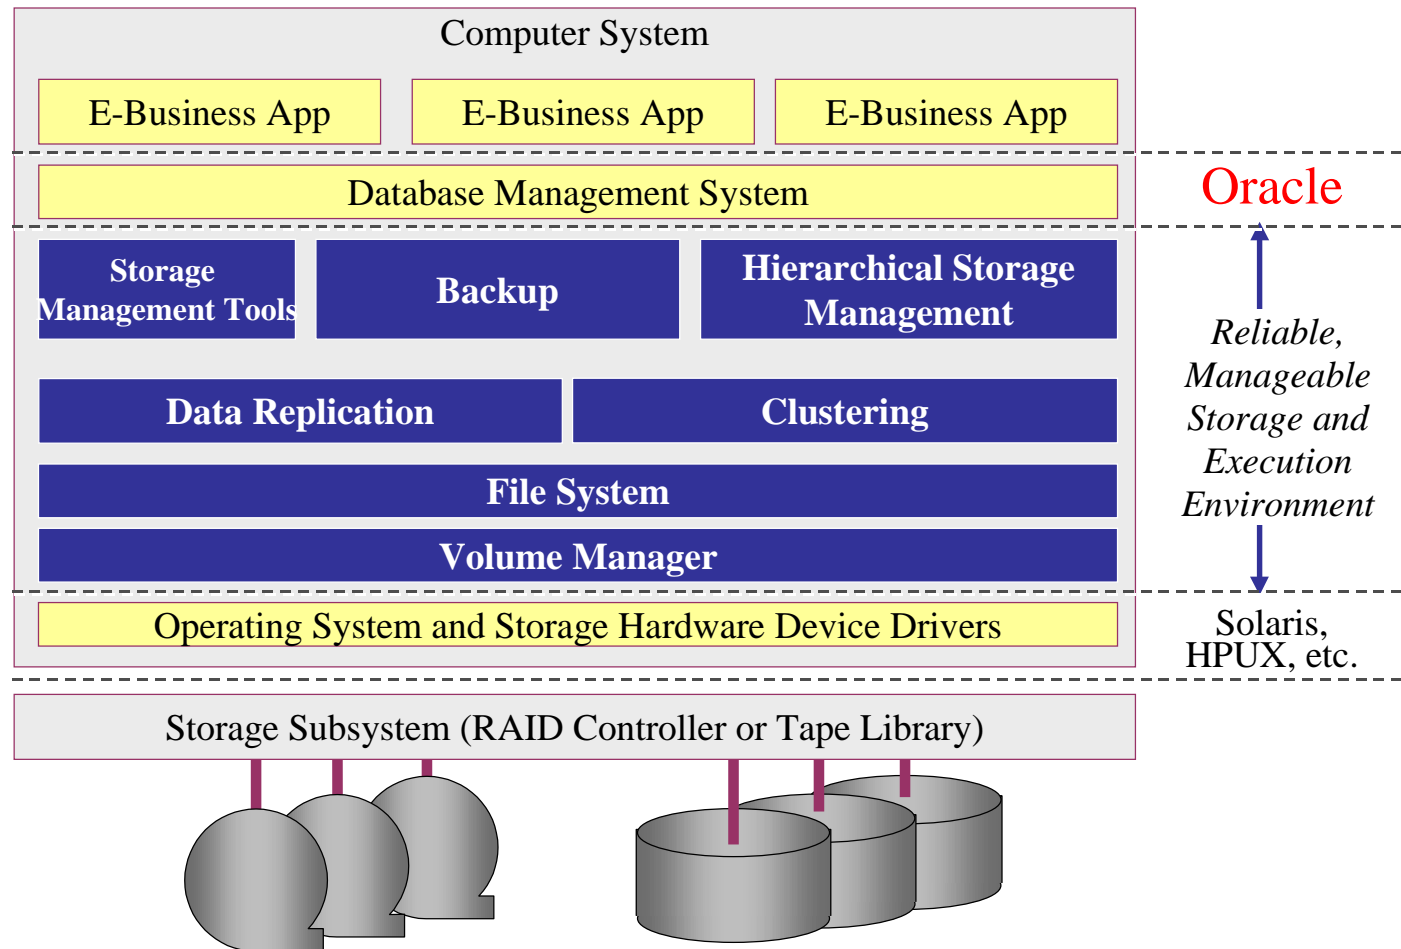 Computer System
E-Business App
E-Business App
E-Business App
Database Management System
Oracle
Storage
Management Tools
Backup
Hierarchical Storage
Management
Reliable,
Manageable
Storage and
Execution
Environment
Data Replication
Clustering
File System
Volume Manager
Operating System and Storage Hardware Device Drivers
Solaris,
HPUX, etc.
Storage Subsystem (RAID Controller or Tape Library)